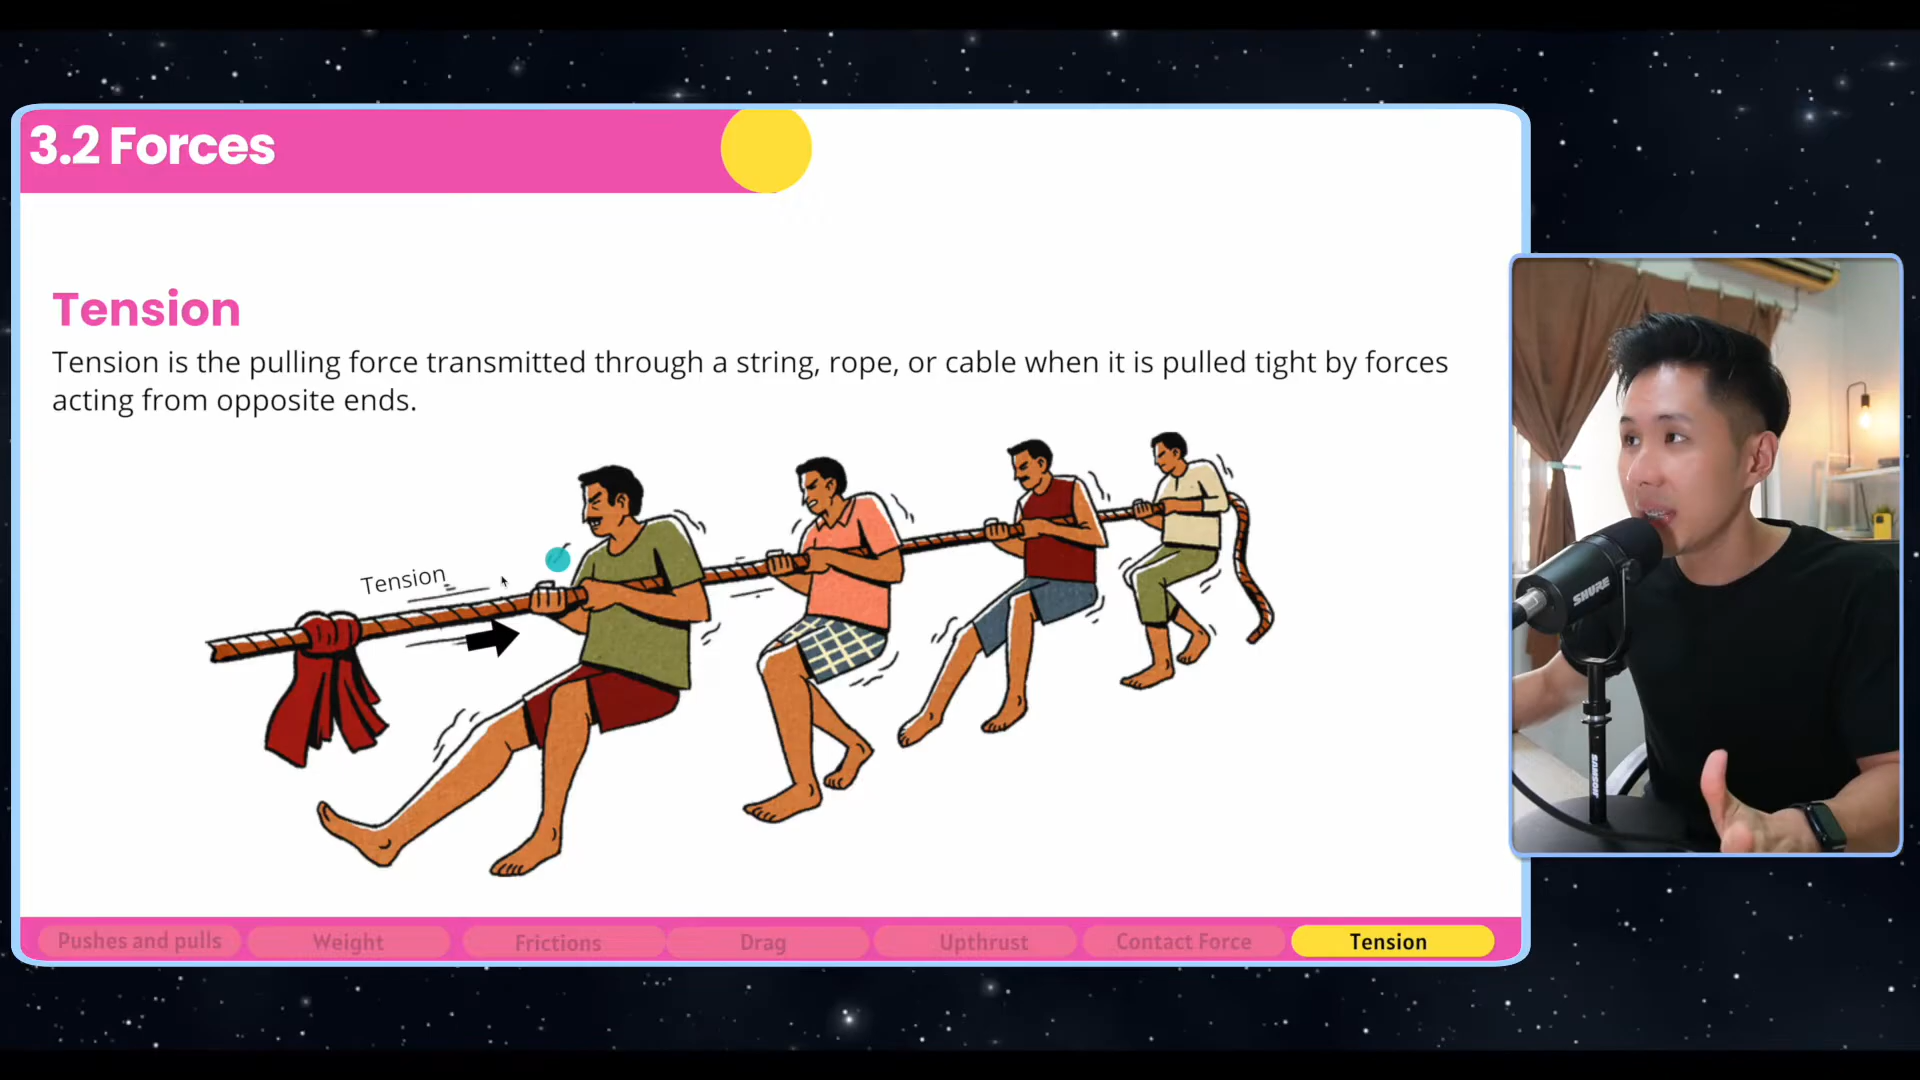 3.2 Forces
Tension
Tension is the pulling force transmitted through a string, rope, or cable when it is pulled tight by forces
acting from opposite ends.
Tension
SHURE
SAMSON
Pushes and pulls
Weight
Frictions
Drag
Upthrust
Contact Force
Tension